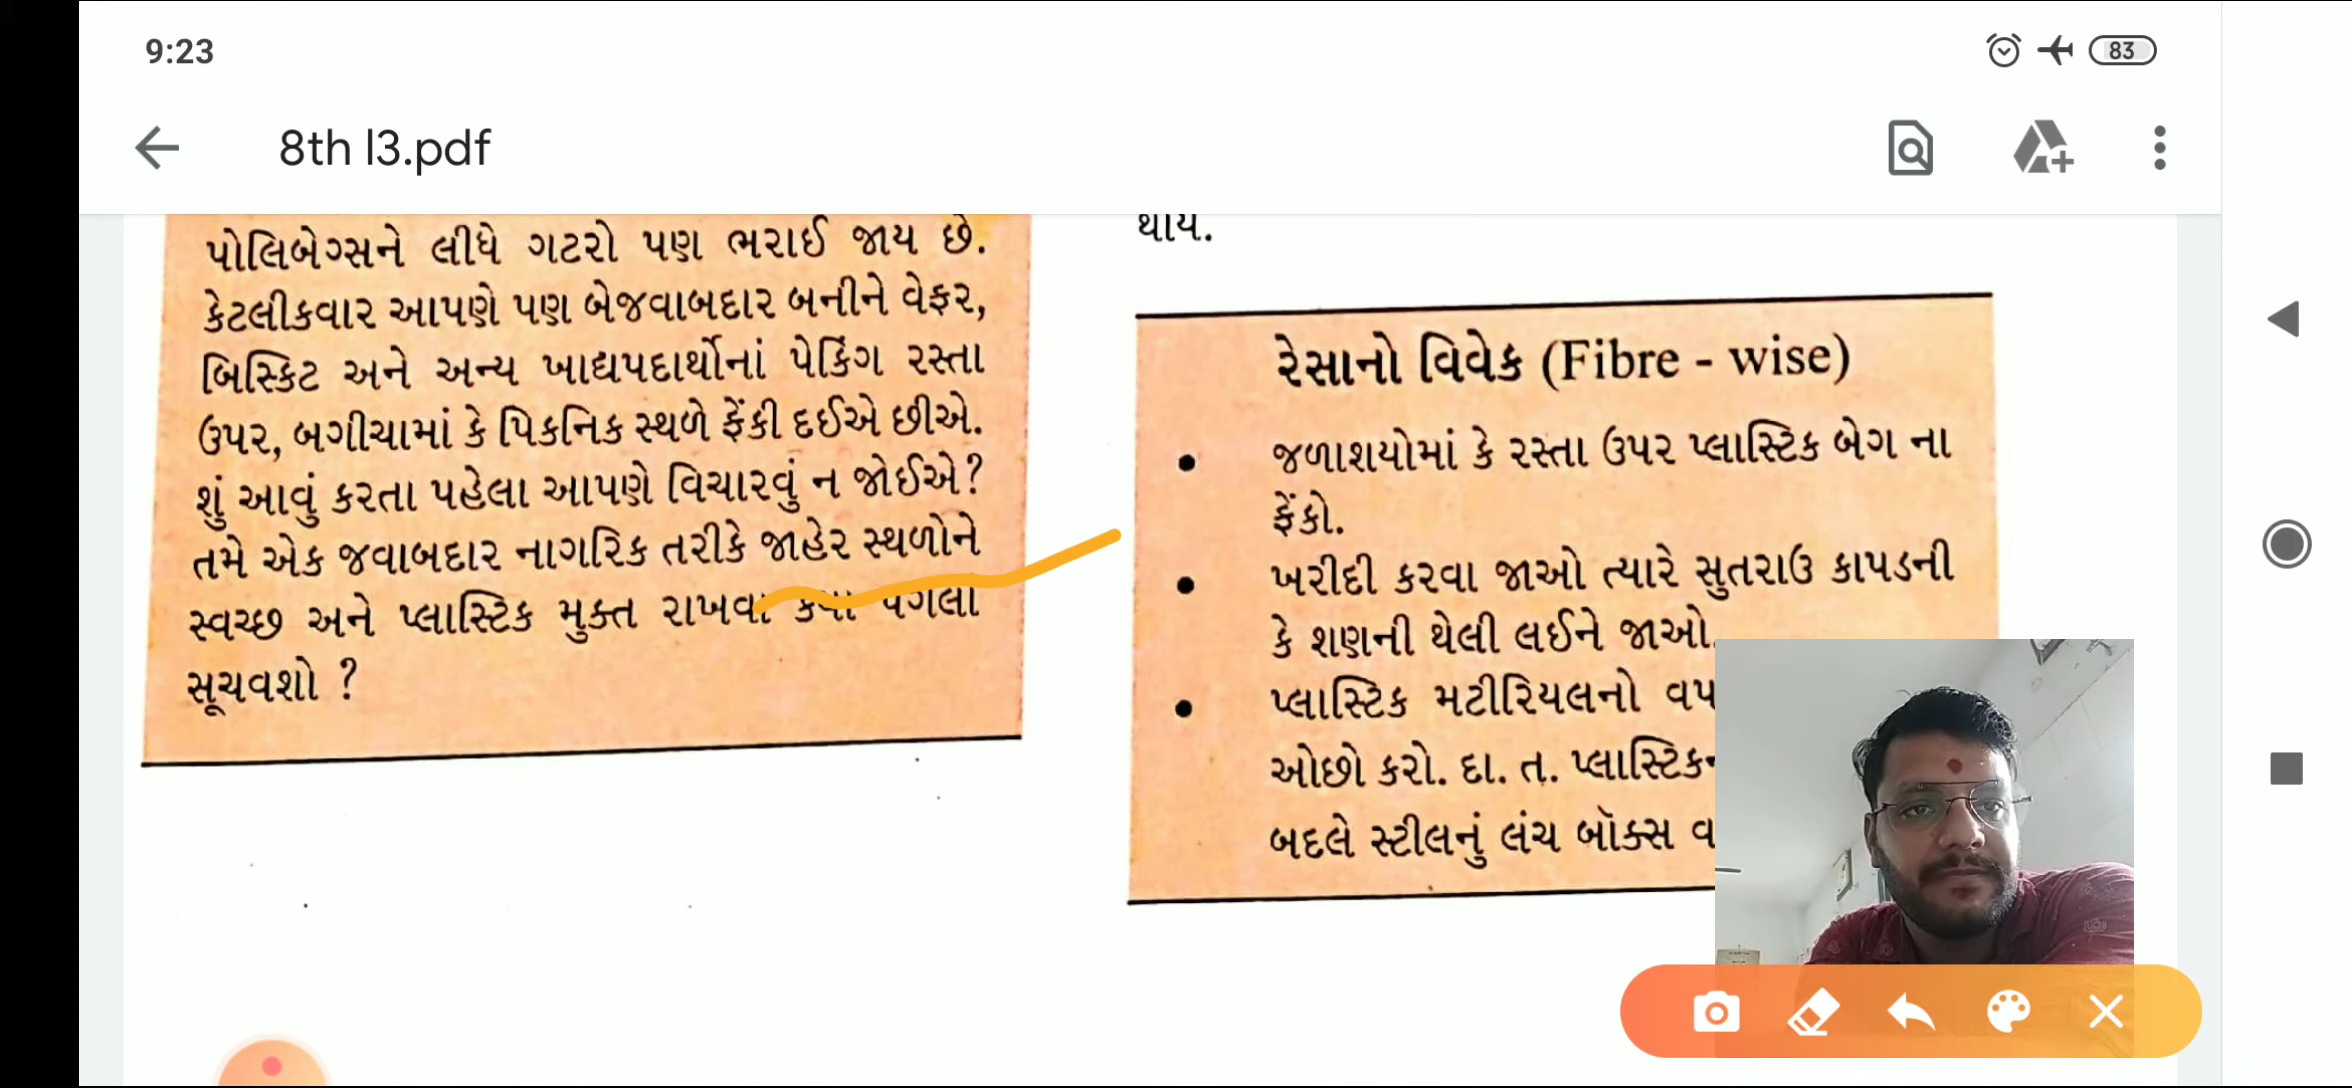 9:23
83
8th l3.pdf
પોલિબેગ્સને લીધે ગટરો પણ ભરાઈ જાય છે.
કેટલીકવાર આપણે પણ બેજવાબદાર બનીને વેફર,
બિસ્કિટ અને અન્ય ખાદ્યપદાર્થોનાં પેકિંગ રસ્તા
ઉપર, બગીચામાં કે પિકનિક સ્થળે ફેંકી દઈએ છીએ.
શું આવું કરતા પહેલા આપણે વિચારવું ન જોઈએ?
તમે એક જવાબદાર નાગરિક તરીકે જાહેર સ્થળોને
સ્વચ્છ અને પ્લાસ્ટિક મુક્ત રાખવા કયા પગલાં
સૂચવશો ?
થાય.
રેસાનો વિવેક (Fibre - wise)
• જળાશયોમાં કે રસ્તા ઉપર પ્લાસ્ટિક બેગ ના
ફેંકો.
• ખરીદી કરવા જાઓ ત્યારે સુતરાઉ કાપડની
કે શણની થેલી લઈને જાઓ.
• પ્લાસ્ટિક મટીરિયલનો
ઓછો કરો. દા. ત.
બદલે સ્ટીલનું લંચ બૉક્સ